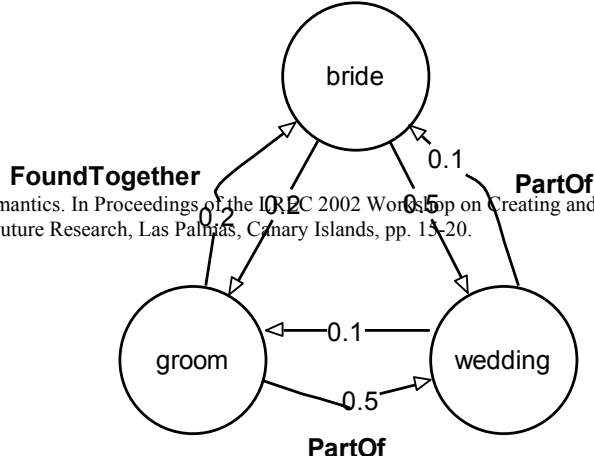 bride
0.1
FoundTogether
PartOf
mantics. In Proceedings of the LREC 2002 Workshop on Creating and
0.2
0.2
0.5
uture Research, Las Palmas, Canary Islands, pp. 15-20.
0.1
groom
wedding
0.5
PartOf